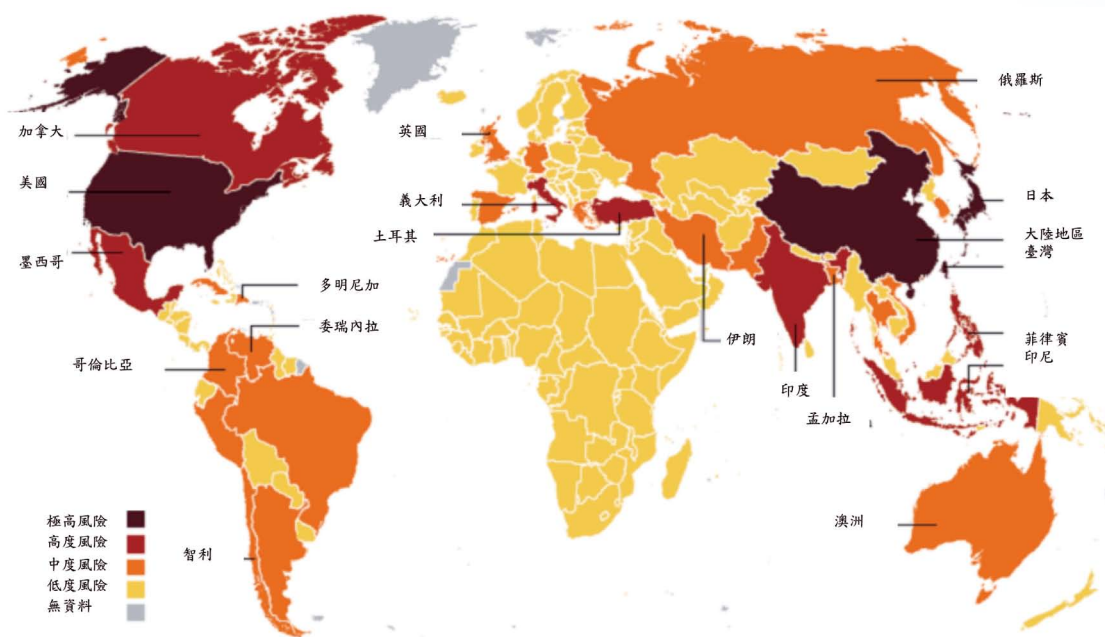 俄羅斯
加拿大
英國
美國
義大利
日本
土耳其
大陸地區
臺灣
墨西哥
多明尼加
委瑞內拉
伊朗
菲律賓
印尼
哥倫比亞
印度
孟加拉
極高風險
高度風險
中度風險
低度風險
無資料
澳洲
智利